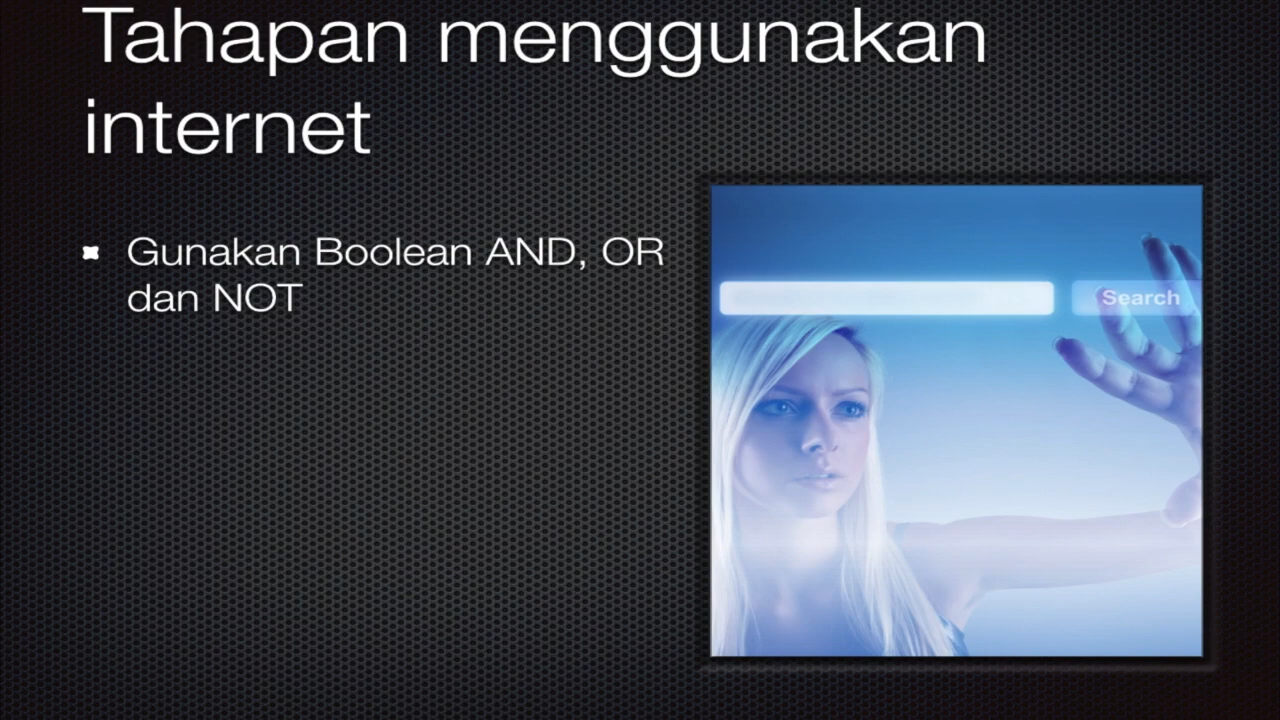 Tahapan menggunakan
internet
Gunakan Boolean AND, OR
dan NOT
Search